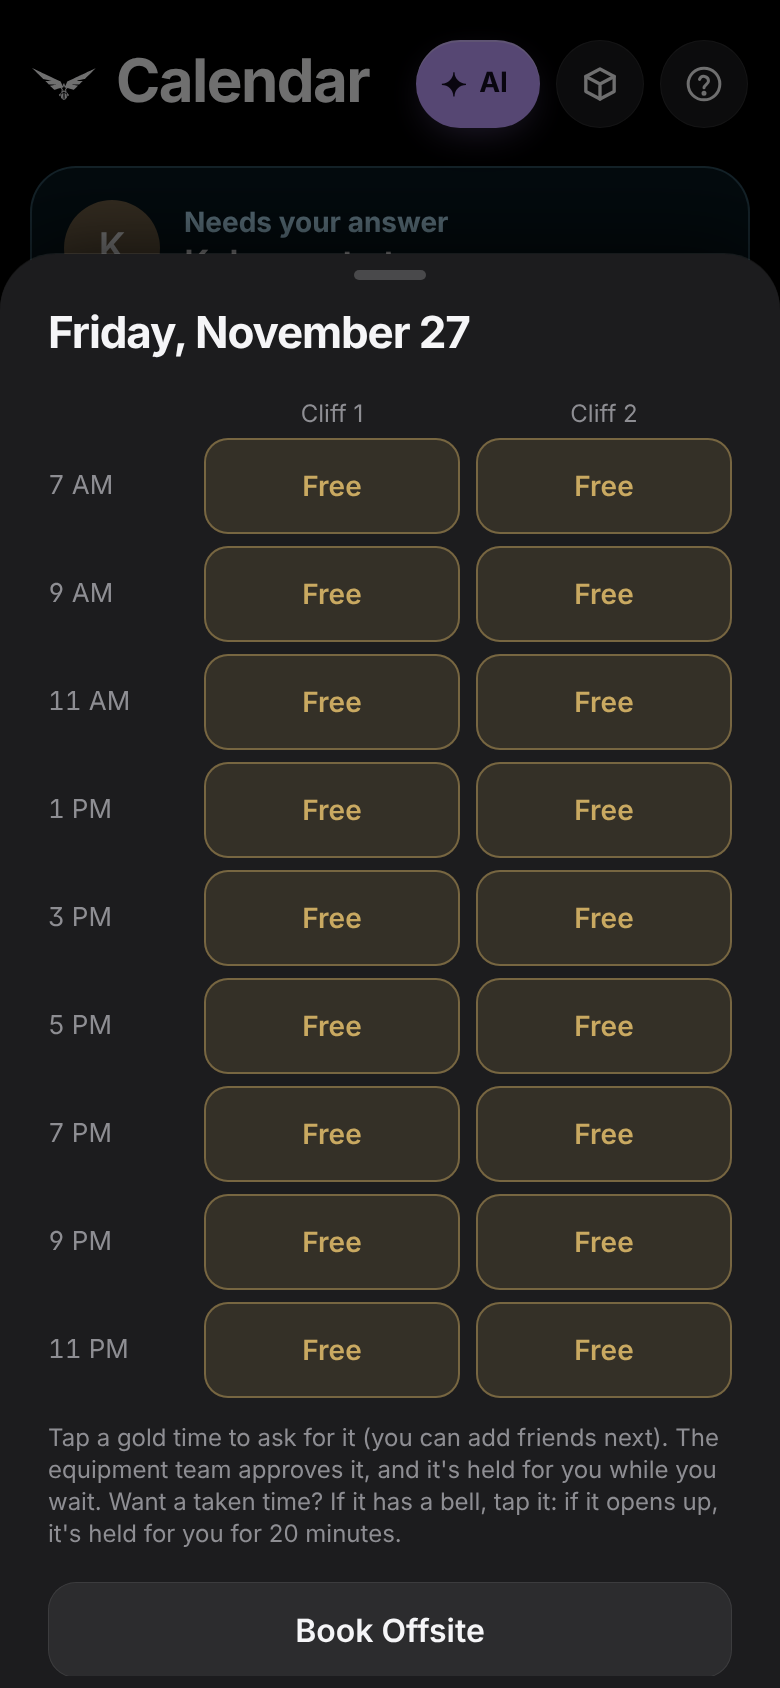 Calendar
AI
K
Needs your answer
Friday, November 27
Cliff 1 Cliff 2
7 AM Free Free
9 AM Free Free
11 AM Free Free
1 PM Free Free
3 PM Free Free
5 PM Free Free
7 PM Free Free
9 PM Free Free
11 PM Free Free
Tap a gold time to ask for it (you can add friends next). The
equipment team approves it, and it's held for you while you
wait. Want a taken time? If it has a bell, tap it: if it opens up,
it's held for you for 20 minutes.
Book Offsite